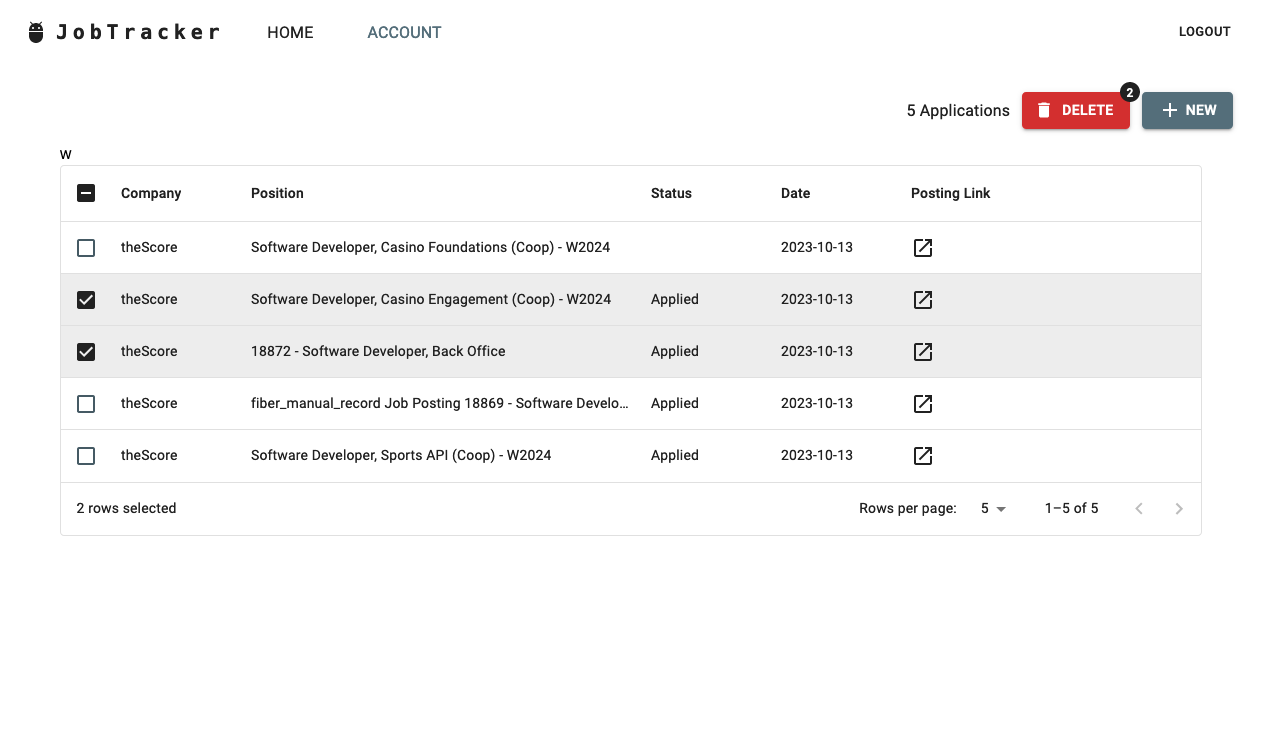 JobTracker HOME ACCOUNT LOGOUT
2
5 Applications DELETE NEW
w
Company Position Status Date Posting Link
theScore Software Developer, Casino Foundations (Coop) - W2024 2023-10-13
theScore Software Developer, Casino Engagement (Coop) - W2024 Applied 2023-10-13
theScore 18872 - Software Developer, Back Office Applied 2023-10-13
theScore fiber_manual_record Job Posting 18869 - Software Develo... Applied 2023-10-13
theScore Software Developer, Sports API (Coop) - W2024 Applied 2023-10-13
2 rows selected Rows per page: 5 1–5 of 5